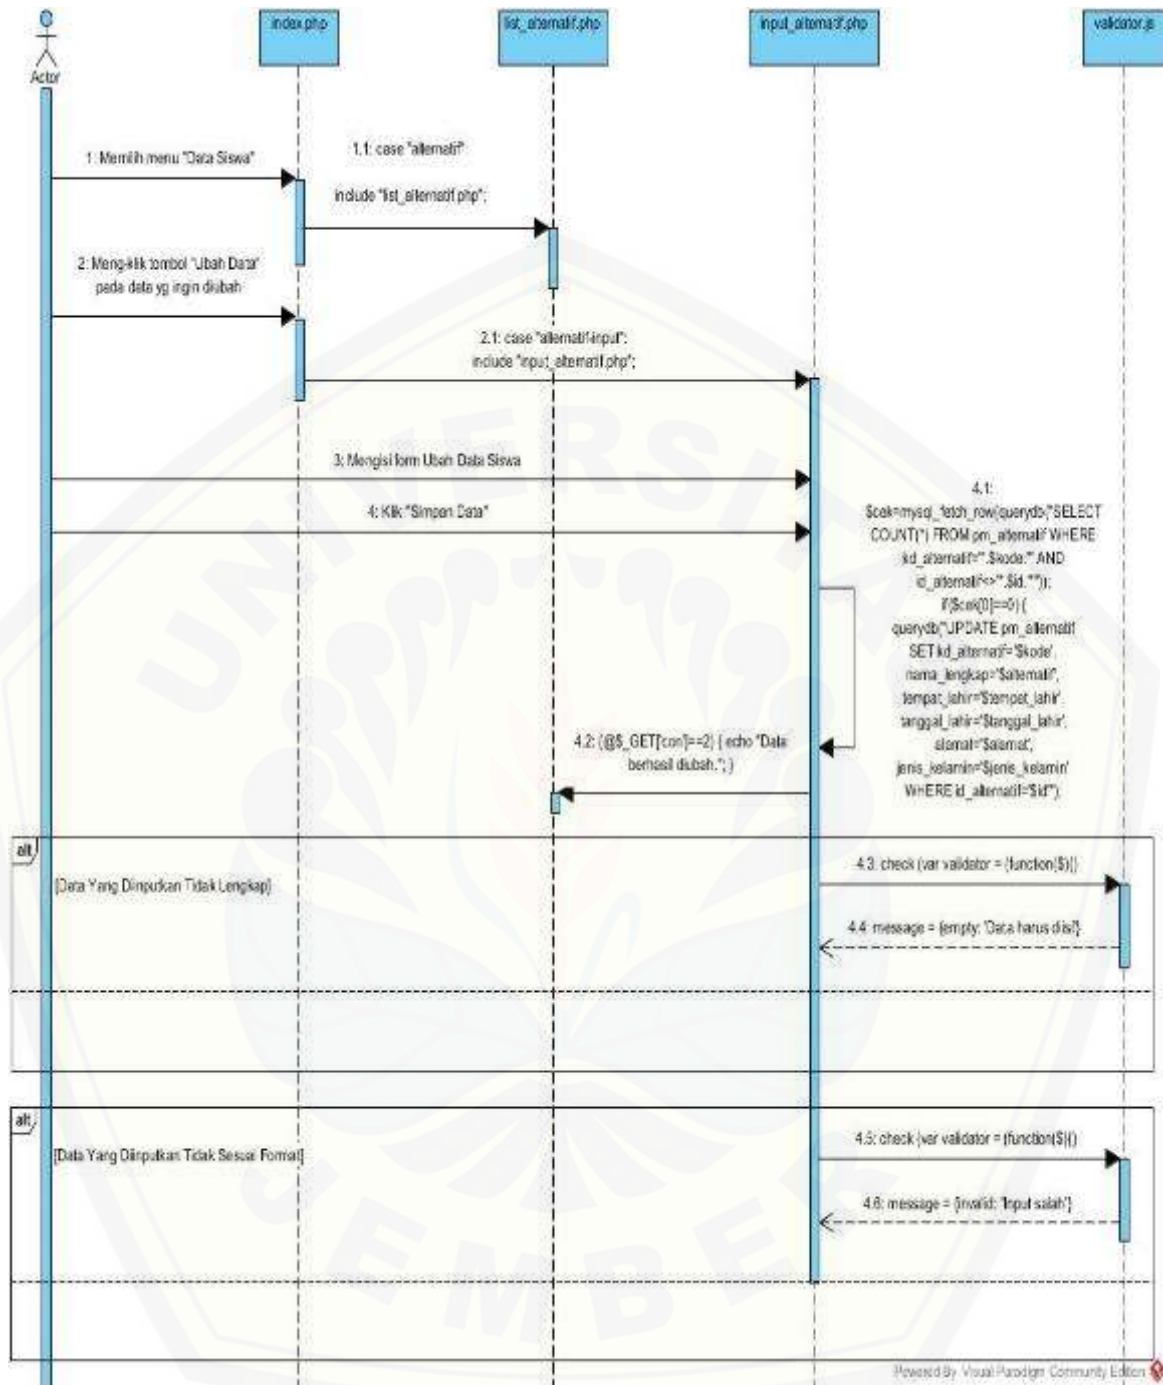 index.php
list_alternatif.php
input_alternatif.php
validator.js
Actor
1: Memilih menu "Data Siswa"
1.1: case "alternatif"
include "list_alternatif.php";
2: Meng-klik tombol "Ubah Data"
pada data yg ingin diubah
2.1: case "alternatif-input":
include "input_alternatif.php";
3: Mengisi form Ubah Data Siswa
4: Klik "Simpan Data"
4.1:
$cek=mysql_fetch_row(querydb("SELECT
COUNT(*) FROM pm_alternatif WHERE
kd_alternatif='".$kode."' AND
id_alternatif<>'".$id."'"));
if($cek[0]==0) {
querydb("UPDATE pm_alternatif
SET kd_alternatif='$kode',
nama_lengkap='$alternatif',
tempat_lahir='$tempat_lahir',
tanggal_lahir='$tanggal_lahir',
alamat='$alamat',
jenis_kelamin='$jenis_kelamin'
WHERE id_alternatif='$id'");
4.2: (@$_GET['con']==2) { echo "Data
berhasil diubah."; }
alt
[Data Yang Diinputkan Tidak Lengkap]
4.3: check (var validator = (function($){)
4.4: message = {empty: 'Data harus diisi'}
alt
[Data Yang Diinputkan Tidak Sesuai Format]
4.5: check (var validator = (function($){)
4.6: message = {invalid: 'Input salah'}
UNIVERSITAS
JEMBER
Powered By Visual Paradigm Community Edition